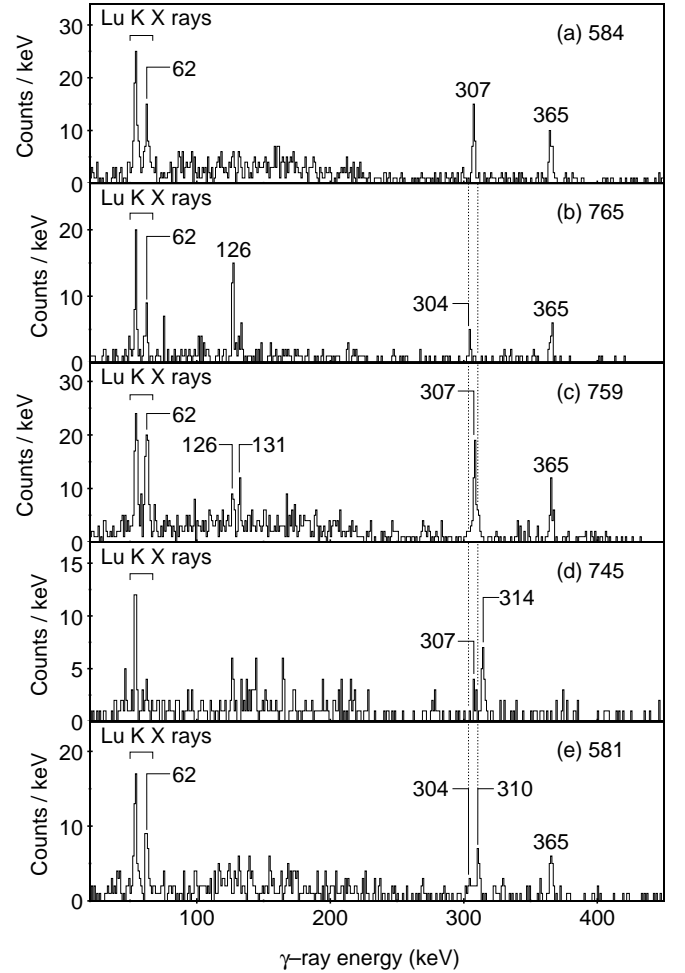 Lu K X rays
(a) 584
62
307
365
30
20
10
0
Counts / keV
Lu K X rays
(b) 765
62
126
304
365
20
10
0
Counts / keV
Lu K X rays
(c) 759
62
126
131
307
365
30
20
10
0
Counts / keV
Lu K X rays
(d) 745
307
314
15
10
5
0
Counts / keV
Lu K X rays
(e) 581
62
304
310
365
20
10
0
Counts / keV
100 200 300 400
γ–ray energy (keV)